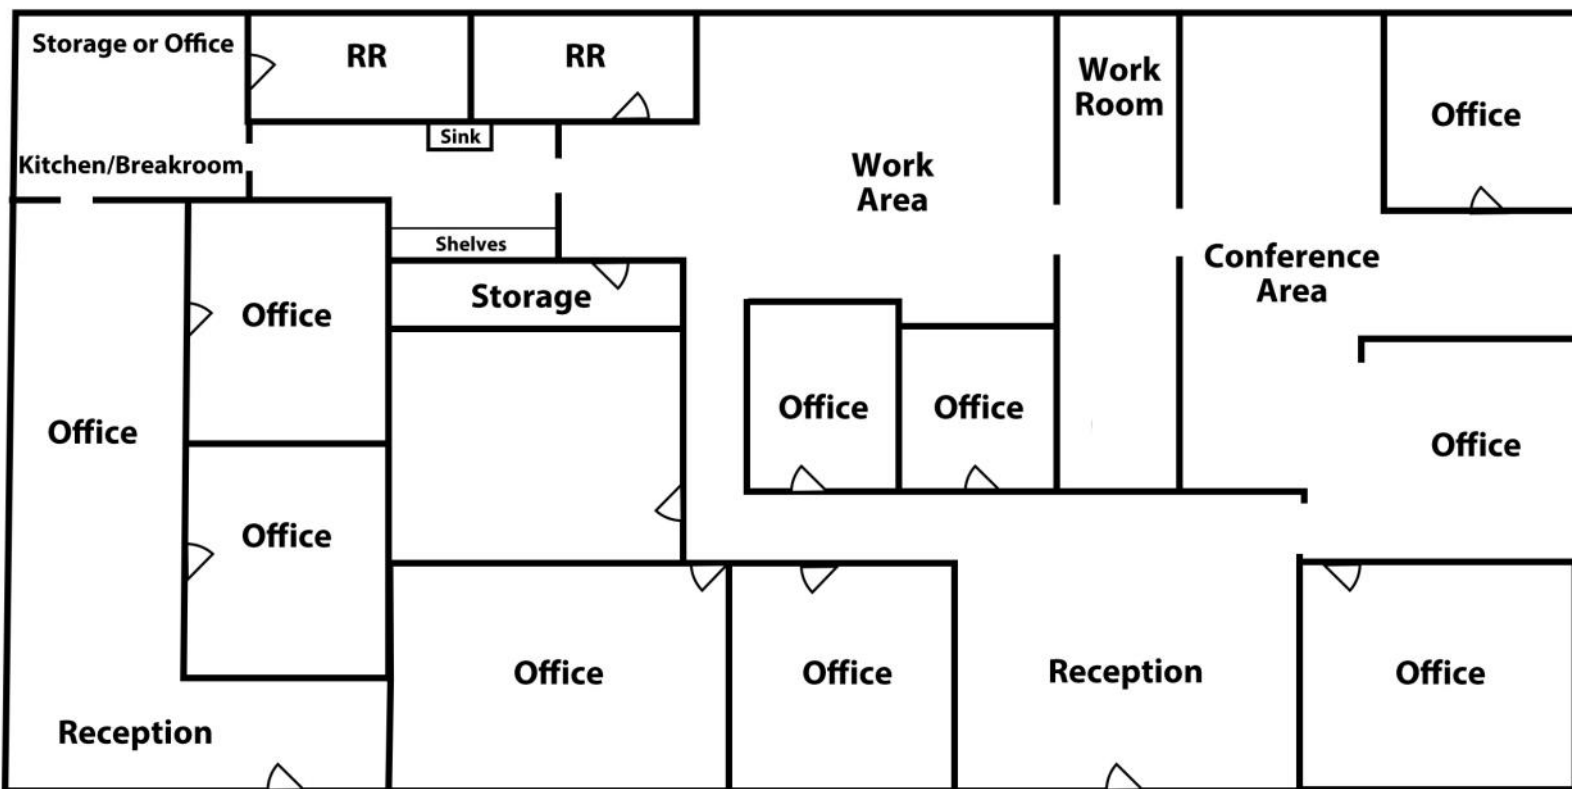 Storage or Office
RR
RR
Work
Room
Office
Sink
Kitchen/Breakroom
Work
Area
Shelves
Conference
Area
Storage
Office
Office
Office
Office
Office
Office
Office
Office
Reception
Office
Reception
Office